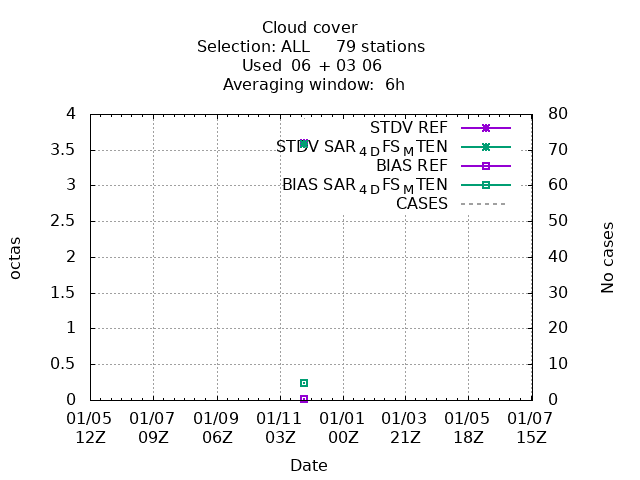 Cloud cover
Selection: ALL     79 stations
Used  06 + 03 06
Averaging window:  6h
4
3.5
3
2.5
2
1.5
1
0.5
0
80
70
60
50
40
30
20
10
0
STDV REF
STDV SAR4DFSMTEN
BIAS REF
BIAS SAR4DFSMTEN
CASES
octas
No cases
01/05 01/07 01/09 01/11 01/01 01/03 01/05 01/07
12Z 09Z 06Z 03Z 00Z 21Z 18Z 15Z
Date